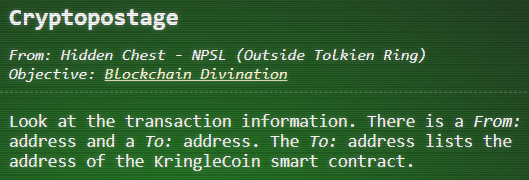 Cryptopostage
From: Hidden Chest - NPSL (Outside Tolkien Ring)
Objective: Blockchain Divination
Look at the transaction information. There is a From:
address and a To: address. The To: address lists the
address of the KringleCoin smart contract.